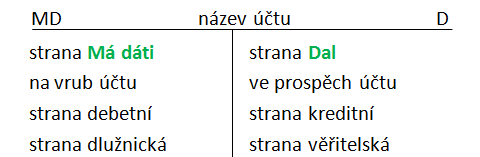 MD název účtu D
strana Má dáti strana Dal
na vrub účtu ve prospěch účtu
strana debetní strana kreditní
strana dlužnická strana věřitelská